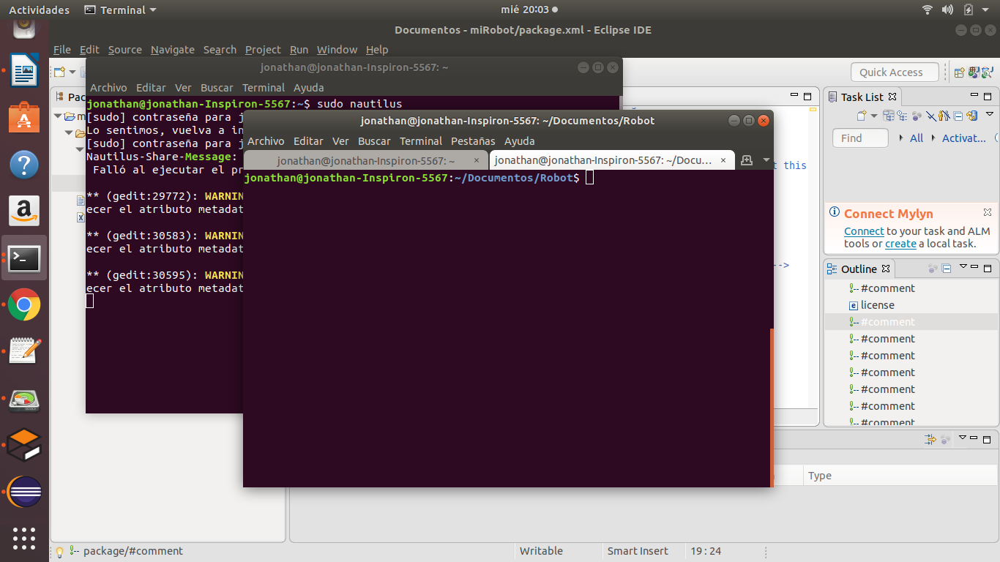 Actividades
Terminal
mié 20:03
Documentos - miRobot/package.xml - Eclipse IDE
File Edit Source Navigate Search Project Run Window Help
Quick Access
jonathan@jonathan-Inspiron-5567: ~
Archivo Editar Ver Buscar Terminal Ayuda
jonathan@jonathan-Inspiron-5567:~$ sudo nautilus
[sudo] contraseña para j
Lo sentimos, vuelva a in
[sudo] contraseña para j
Nautilus-Share-Message:
Falló al ejecutar el pr
** (gedit:29772): WARNIN
ecer el atributo metadat
** (gedit:30583): WARNIN
ecer el atributo metadat
** (gedit:30595): WARNIN
ecer el atributo metadat
jonathan@jonathan-Inspiron-5567: ~/Documentos/Robot
Archivo Editar Ver Buscar Terminal Pestañas Ayuda
jonathan@jonathan-Inspiron-5567: ~
jonathan@jonathan-Inspiron-5567: ~/Docu...
jonathan@jonathan-Inspiron-5567:~/Documentos/Robot$
Pac
m
t this
-->
Task List
Find
All
Activat...
Connect Mylyn
Connect to your task and ALM
tools or create a local task.
Outline
#comment
license
#comment
#comment
#comment
#comment
#comment
#comment
#comment
Type
package/#comment
Writable
Smart Insert
19 : 24